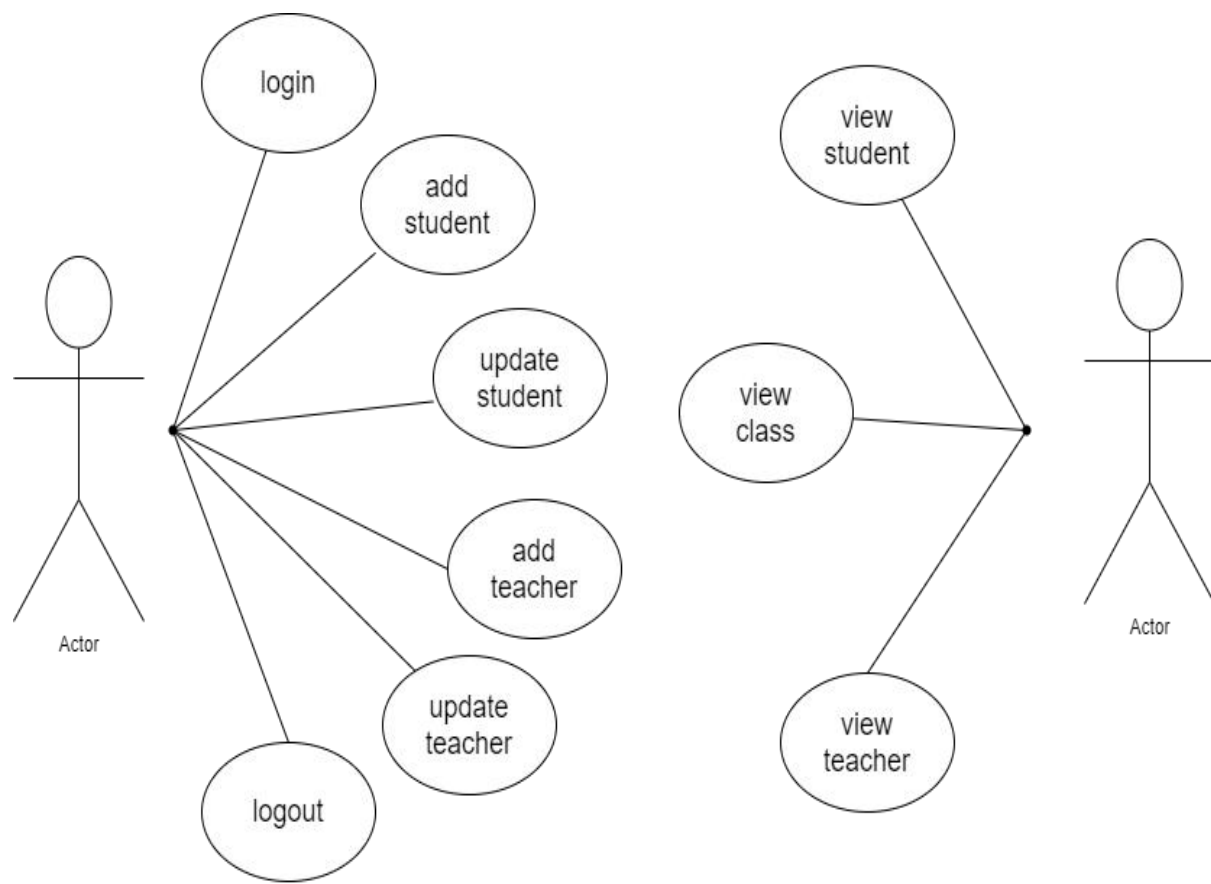 login
add
student
update
student
add
teacher
update
teacher
logout
Actor
view
student
view
class
view
teacher
Actor